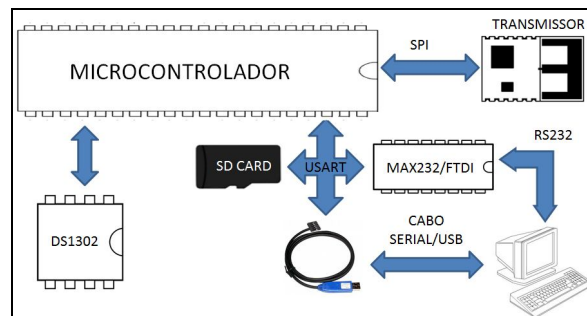 TRANSMISSOR
SPI
MICROCONTROLADOR
RS232
SD CARD
USART
MAX232/FTDI
CABO
SERIAL/USB
DS1302